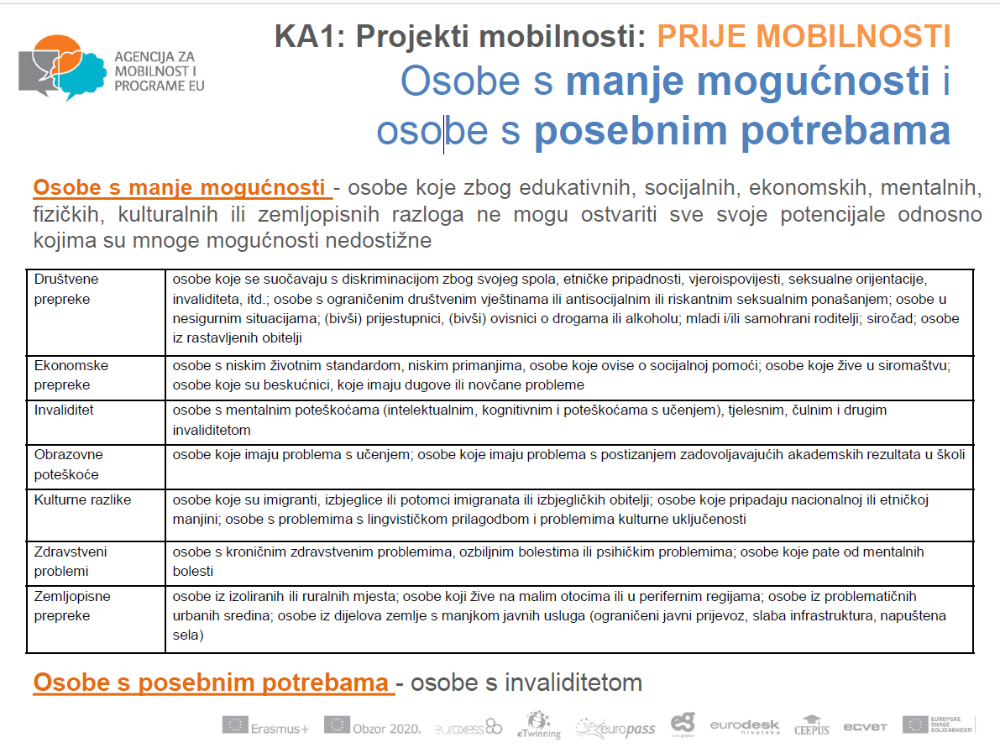 KA1: Projekti mobilnosti: PRIJE MOBILNOSTI
AGENCIJA ZA
MOBILNOST I
PROGRAME EU
Osobe s manje mogućnosti i
osobe s posebnim potrebama
Osobe s manje mogućnosti - osobe koje zbog edukativnih, socijalnih, ekonomskih, mentalnih,
fizičkih, kulturalnih ili zemljopisnih razloga ne mogu ostvariti sve svoje potencijale odnosno
kojima su mnoge mogućnosti nedostižne
Društvene
prepreke
osobe koje se suočavaju s diskriminacijom zbog svojeg spola, etničke pripadnosti, vjeroispovijesti, seksualne orijentacije,
invaliditeta, itd.; osobe s ograničenim društvenim vještinama ili antisocijalnim ili riskantnim seksualnim ponašanjem; osobe u
nesigurnim situacijama; (bivši) prijestupnici, (bivši) ovisnici o drogama ili alkoholu; mladi i/ili samohrani roditelji; siročad; osobe
iz rastavljenih obitelji
Ekonomske
prepreke
osobe s niskim životnim standardom, niskim primanjima, osobe koje ovise o socijalnoj pomoći; osobe koje žive u siromaštvu;
osobe koje su beskućnici, koje imaju dugove ili novčane probleme
Invaliditet
osobe s mentalnim poteškoćama (intelektualnim, kognitivnim i poteškoćama s učenjem), tjelesnim, čulnim i drugim
invaliditetom
Obrazovne
poteškoće
osobe koje imaju problema s učenjem; osobe koje imaju problema s postizanjem zadovoljavajućih akademskih rezultata u školi
Kulturne razlike
osobe koje su imigranti, izbjeglice ili potomci imigranata ili izbjegličkih obitelji; osobe koje pripadaju nacionalnoj ili etničkoj
manjini; osobe s problemima s lingvističkom prilagodbom i problemima kulturne uključenosti
Zdravstveni
problemi
osobe s kroničnim zdravstvenim problemima, ozbiljnim bolestima ili psihičkim problemima; osobe koje pate od mentalnih
bolesti
Zemljopisne
prepreke
osobe iz izoliranih ili ruralnih mjesta; osobe koji žive na malim otocima ili u perifernim regijama; osobe iz problematičnih
urbanih sredina; osobe iz dijelova zemlje s manjkom javnih usluga (ograničeni javni prijevoz, slaba infrastruktura, napuštena
sela)
Osobe s posebnim potrebama - osobe s invaliditetom
Erasmus+
Obzor 2020.
euraxess
eTwinning
europass
eurodesk
hrvatska
CEEPUS
ECVET
EUROPSKE
SNAGE
SOLIDARNOSTI